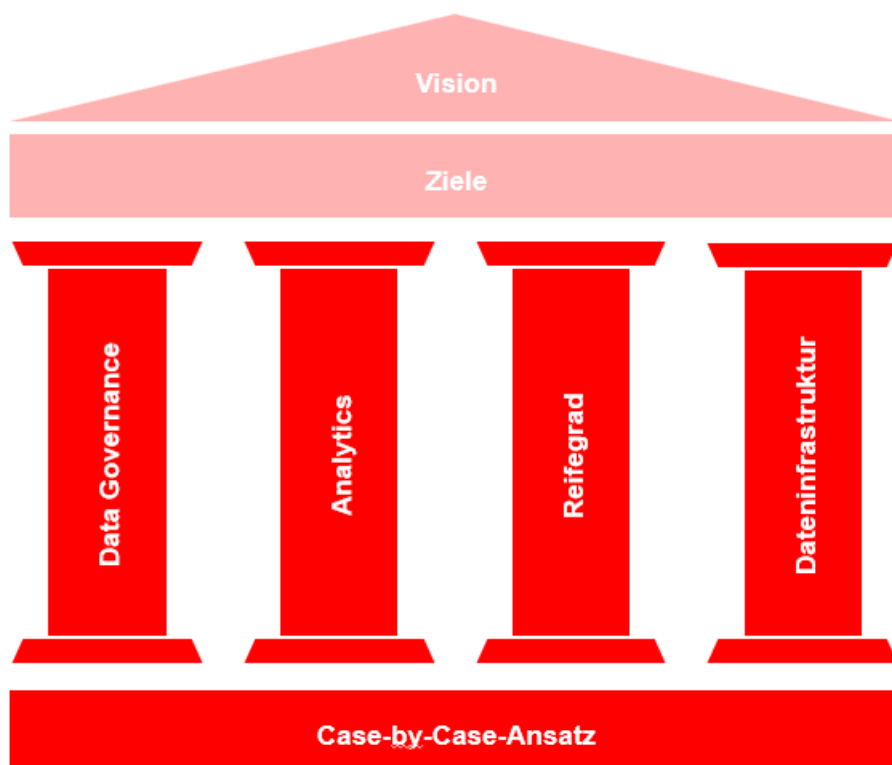 Vision
Ziele
Data Governance
Analytics
Reifegrad
Dateninfrastruktur
Case-by-Case-Ansatz